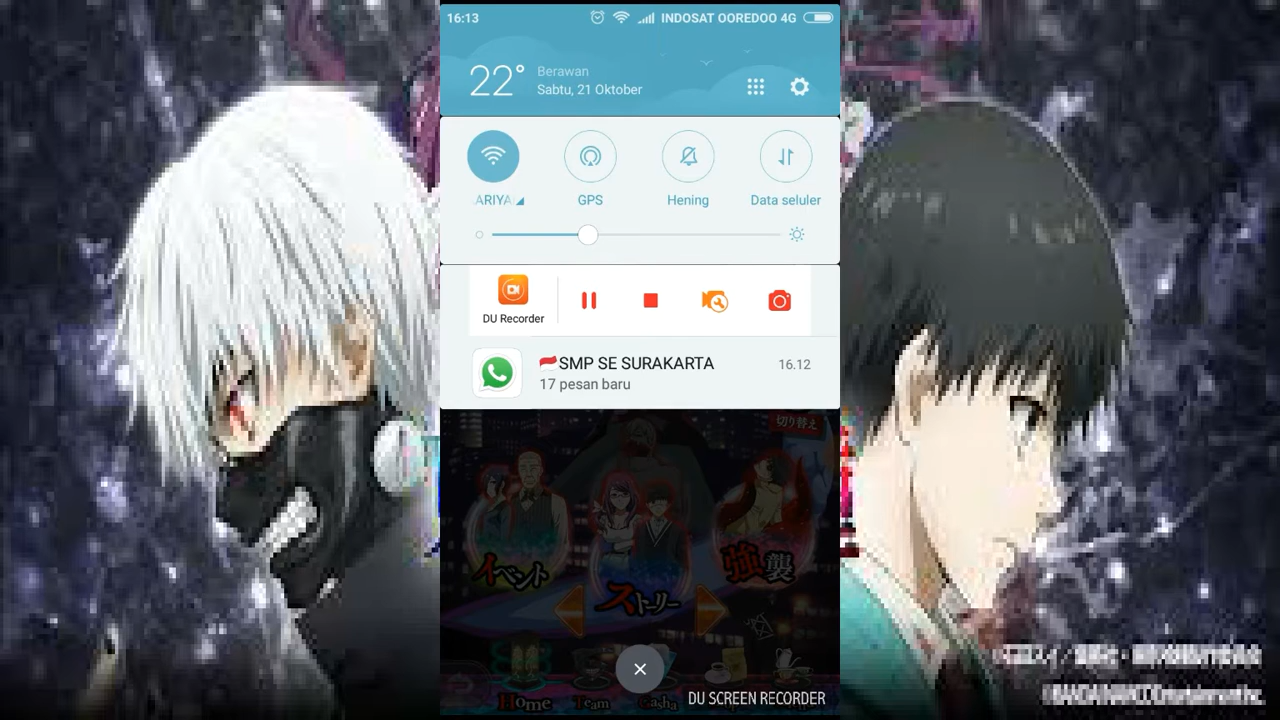 16:13
INDOSAT OOREDOO 4G
22°
Berawan
Sabtu, 21 Oktober
ARIYA
GPS
Hening
Data seluler
DU Recorder
SMP SE SURAKARTA
16.12
17 pesan baru
切り替え
イベント
ストーリー
強襲
Home
Team
Gasha
DU SCREEN RECORDER